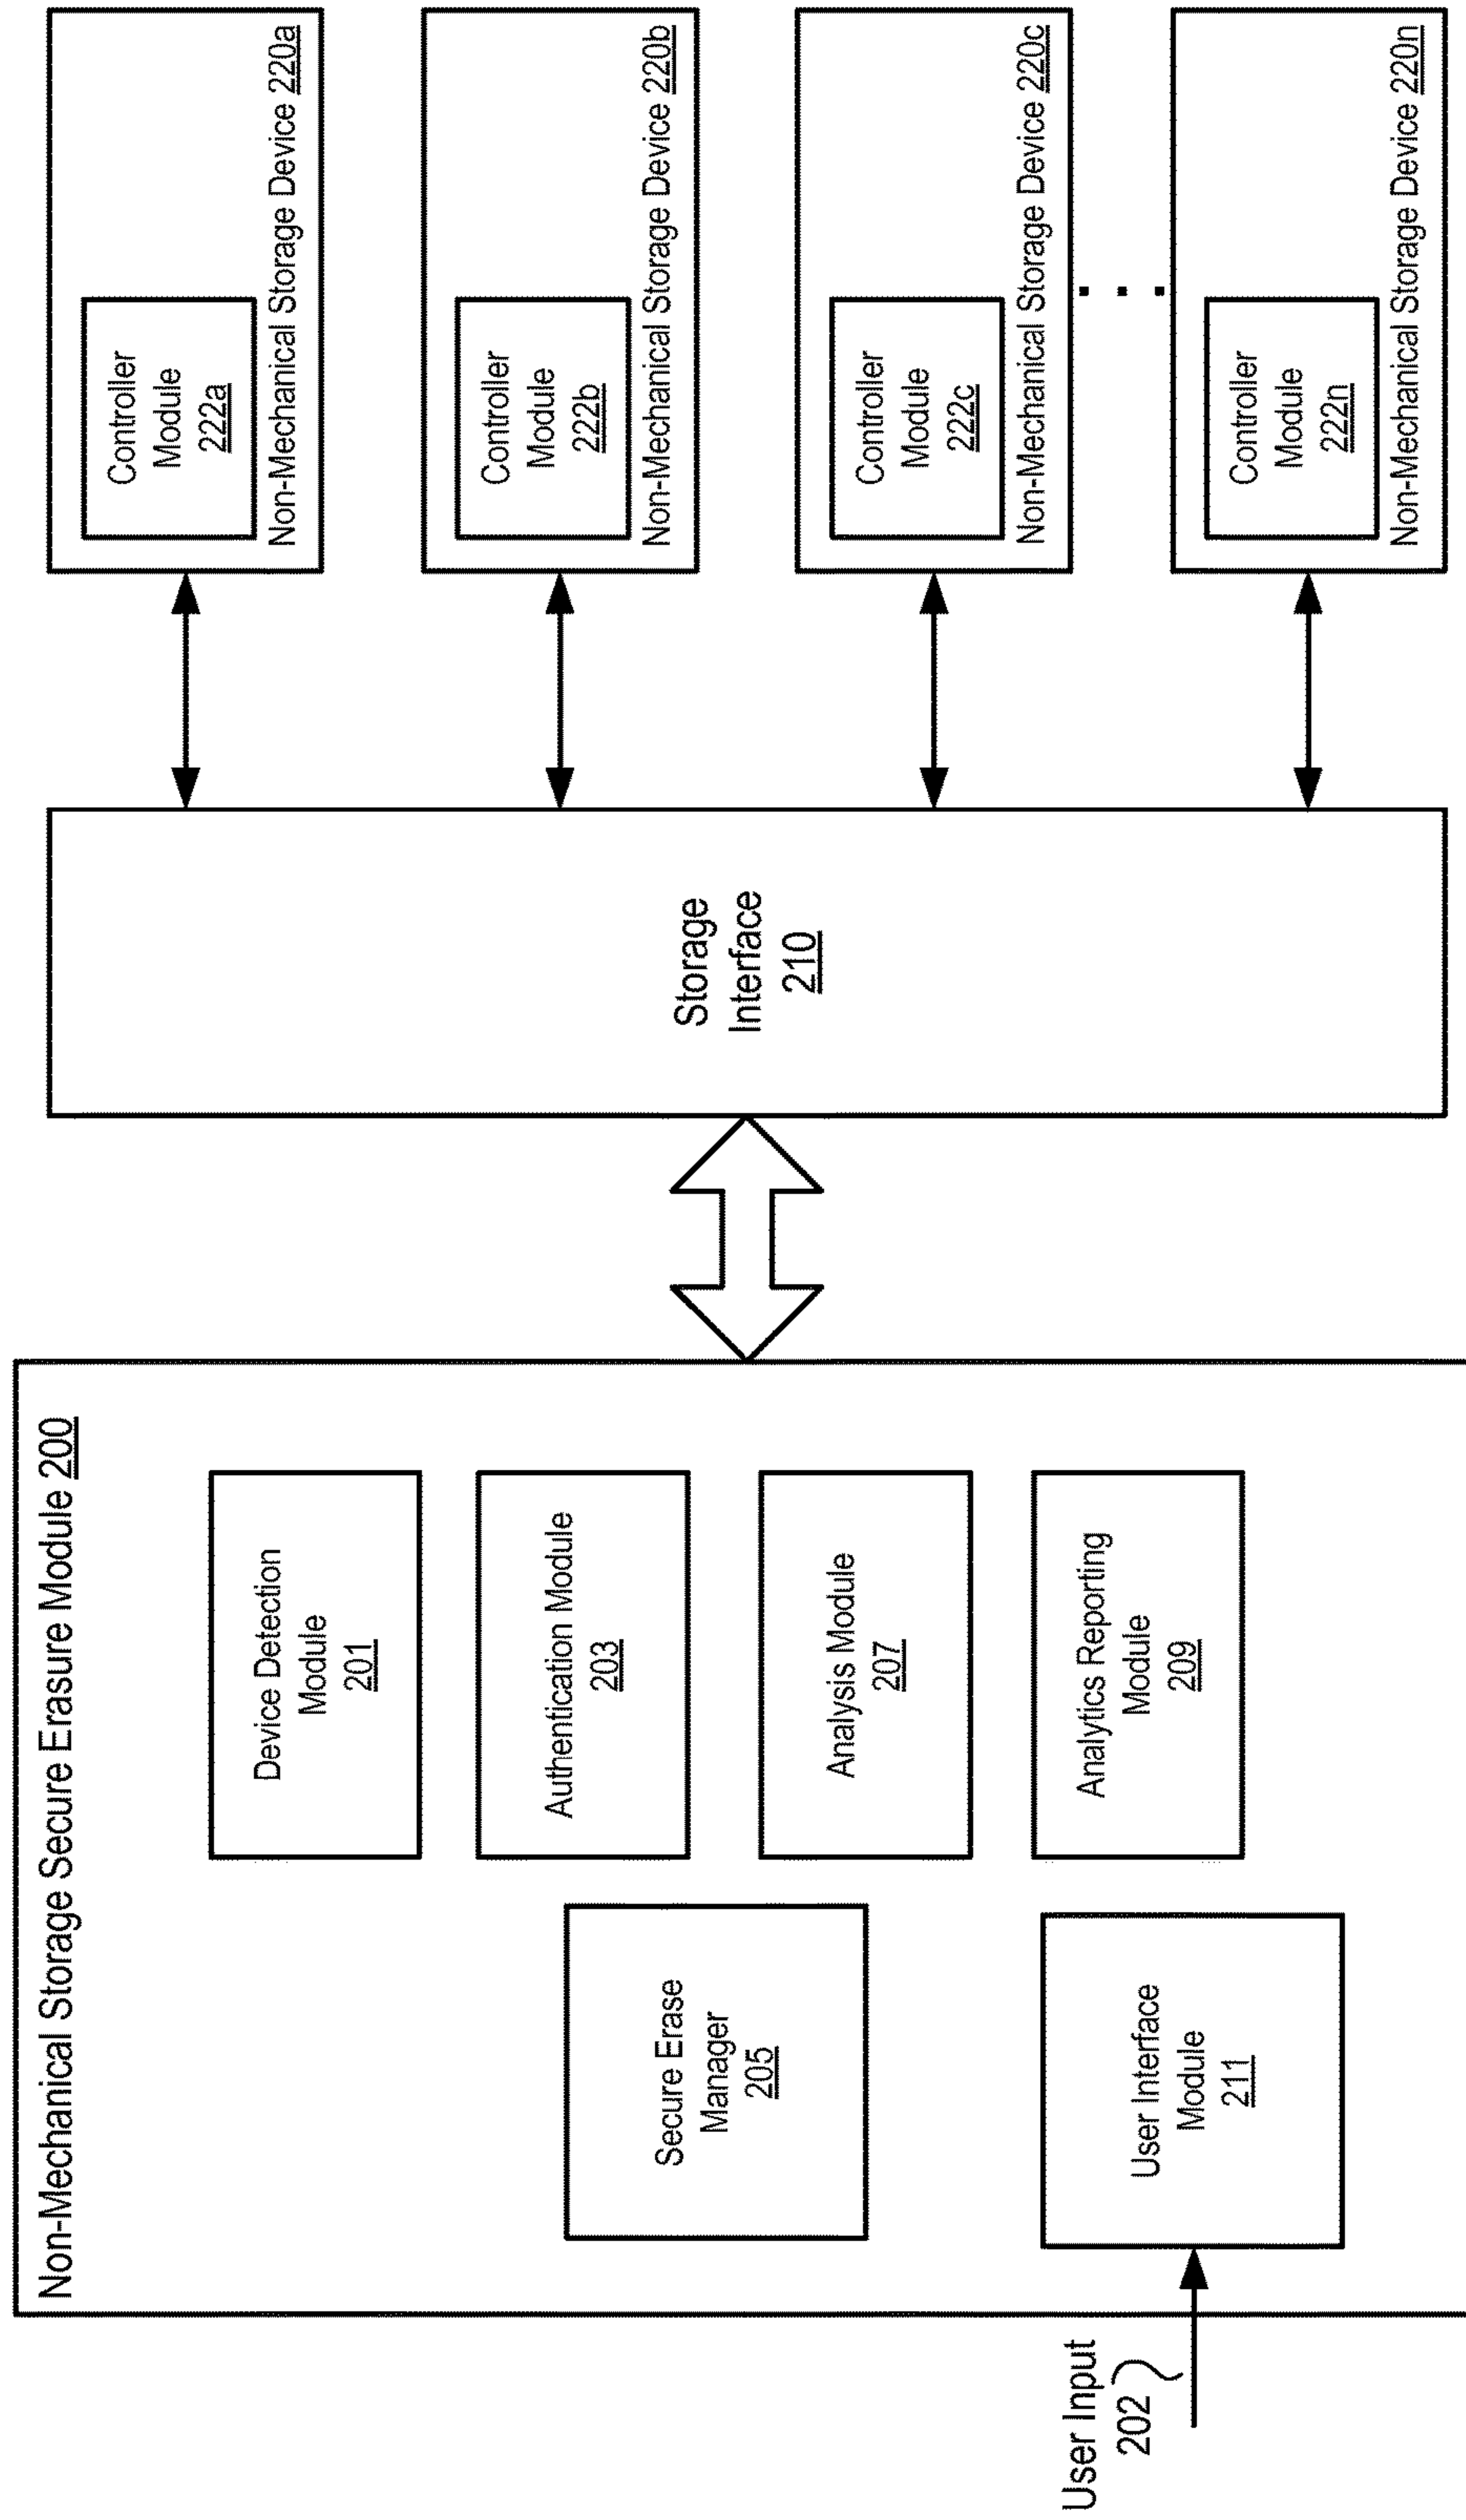 Non-Mechanical Storage Secure Erasure Module 200
Device Detection
Module
201
Authentication Module
203
Secure Erase
Manager
205
Analysis Module
207
Analytics Reporting
Module
209
User Interface
Module
211
User Input
202
Storage
Interface
210
Controller
Module
222a
Non-Mechanical Storage Device 220a
Controller
Module
222b
Non-Mechanical Storage Device 220b
Controller
Module
222c
Non-Mechanical Storage Device 220c
Controller
Module
222n
Non-Mechanical Storage Device 220n